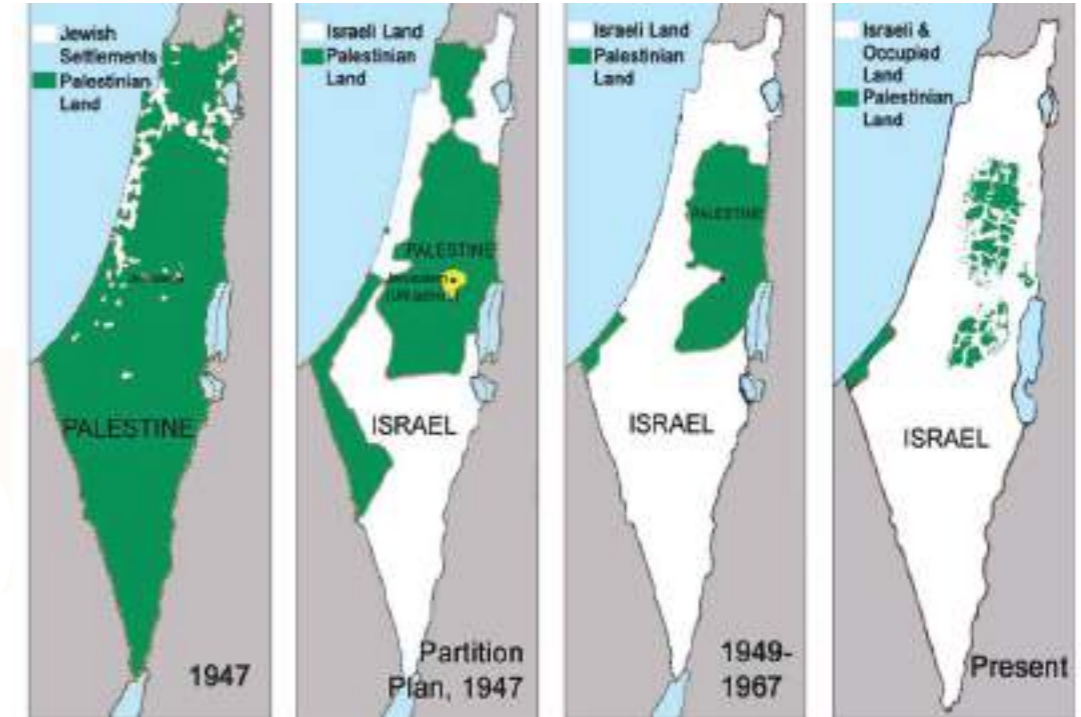 Jewish
Settlements
Palestinian
Land
PALESTINE
1947
Israeli Land
Palestinian
Land
PALESTINE
ISRAEL
Partition
Plan, 1947
Israeli Land
Palestinian
Land
PALESTINE
ISRAEL
1949-
1967
Israeli &
Occupied
Land
Palestinian
Land
ISRAEL
Present